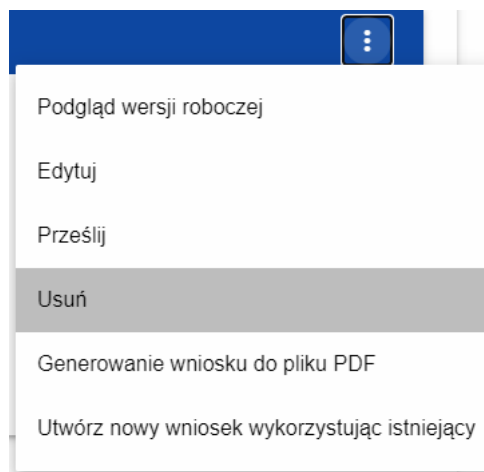 Podgląd wersji roboczej
Edytuj
Prześlij
Usuń
Generowanie wniosku do pliku PDF
Utwórz nowy wniosek wykorzystując istniejący